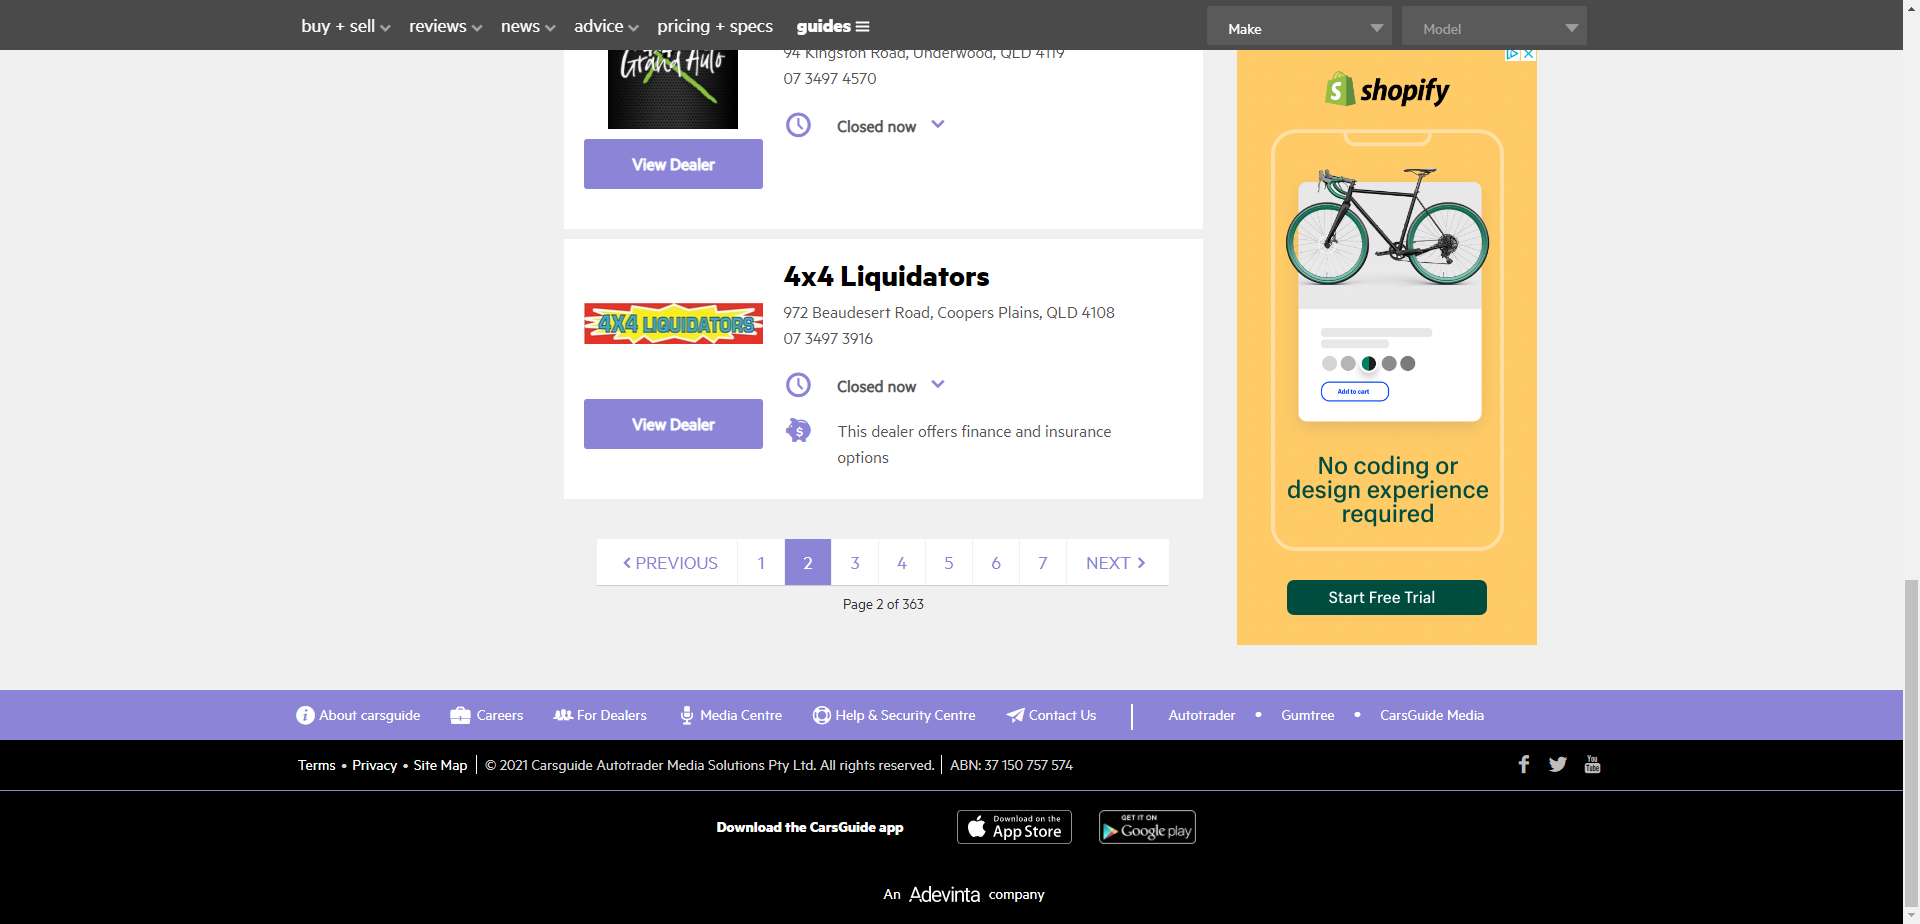 buy + sell
reviews
news
advice
pricing + specs
guides
Make
Model
Grand Auto
94 Kingston Road, Underwood, QLD 4119
07 3497 4570
Closed now
View Dealer
4x4 Liquidators
4X4 LIQUIDATORS
972 Beaudesert Road, Coopers Plains, QLD 4108
07 3497 3916
Closed now
View Dealer
This dealer offers finance and insurance
options
PREVIOUS
1
2
3
4
5
6
7
NEXT
Page 2 of 363
shopify
Add to cart
No coding or
design experience
required
Start Free Trial
About carsguide
Careers
For Dealers
Media Centre
Help & Security Centre
Contact Us
Autotrader • Gumtree • CarsGuide Media
Terms • Privacy • Site Map | © 2021 Carsguide Autotrader Media Solutions Pty Ltd. All rights reserved. | ABN: 37 150 757 574
You
Tube
Download the CarsGuide app
Download on the
App Store
GET IT ON
Google play
An Adevinta company